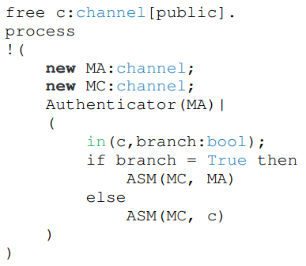 free c:channel[public].
process
!(
    new MA:channel;
    new MC:channel;
    Authenticator(MA)|
    (
        in(c,branch:bool);
        if branch = True then
            ASM(MC, MA)
        else
            ASM(MC, c)
    )
)